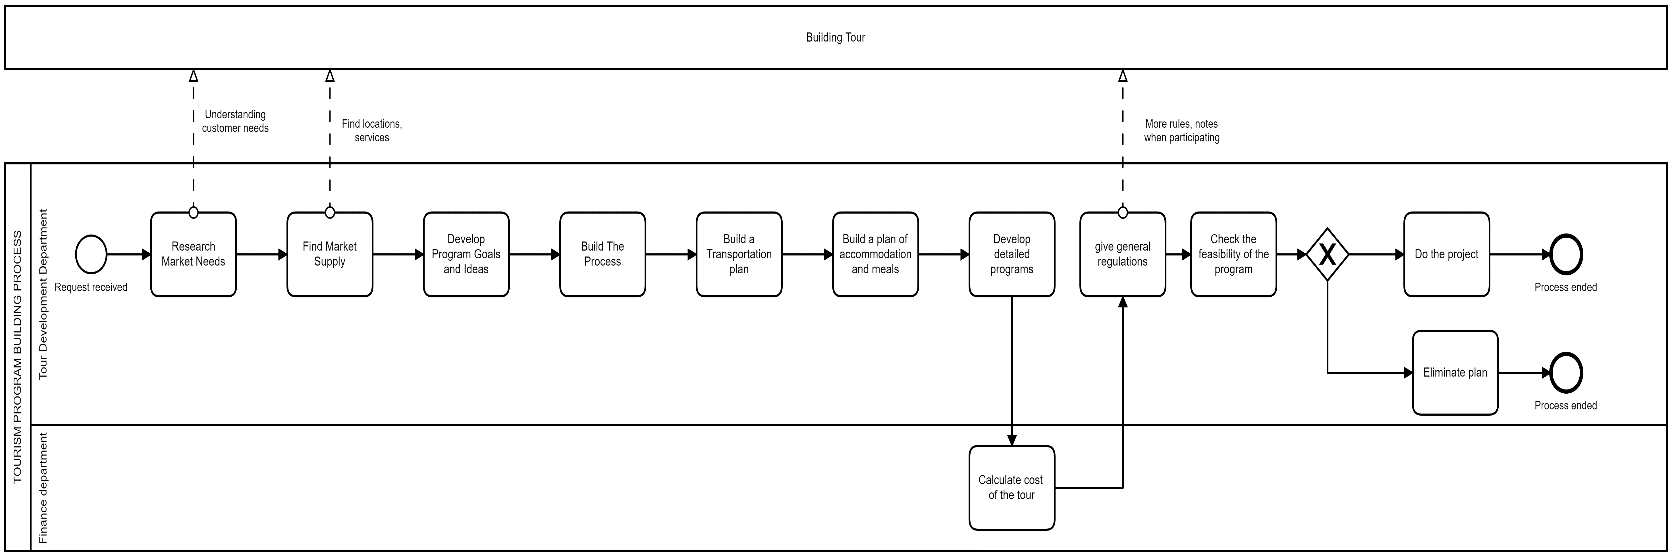 Building Tour
Understanding
customer needs
Find locations,
services
More rules, notes
when participating
TOURISM PROGRAM BUILDING PROCESS
Tour Development Department
Request received
Research
Market Needs
Find Market
Supply
Develop
Program Goals
and Ideas
Build The
Process
Build a
Transportation
plan
Build a plan of
accommodation
and meals
Develop
detailed
programs
give general
regulations
Check the
feasibility of the
program
X
Do the project
Process ended
Eliminate plan
Process ended
Finance department
Calculate cost
of the tour